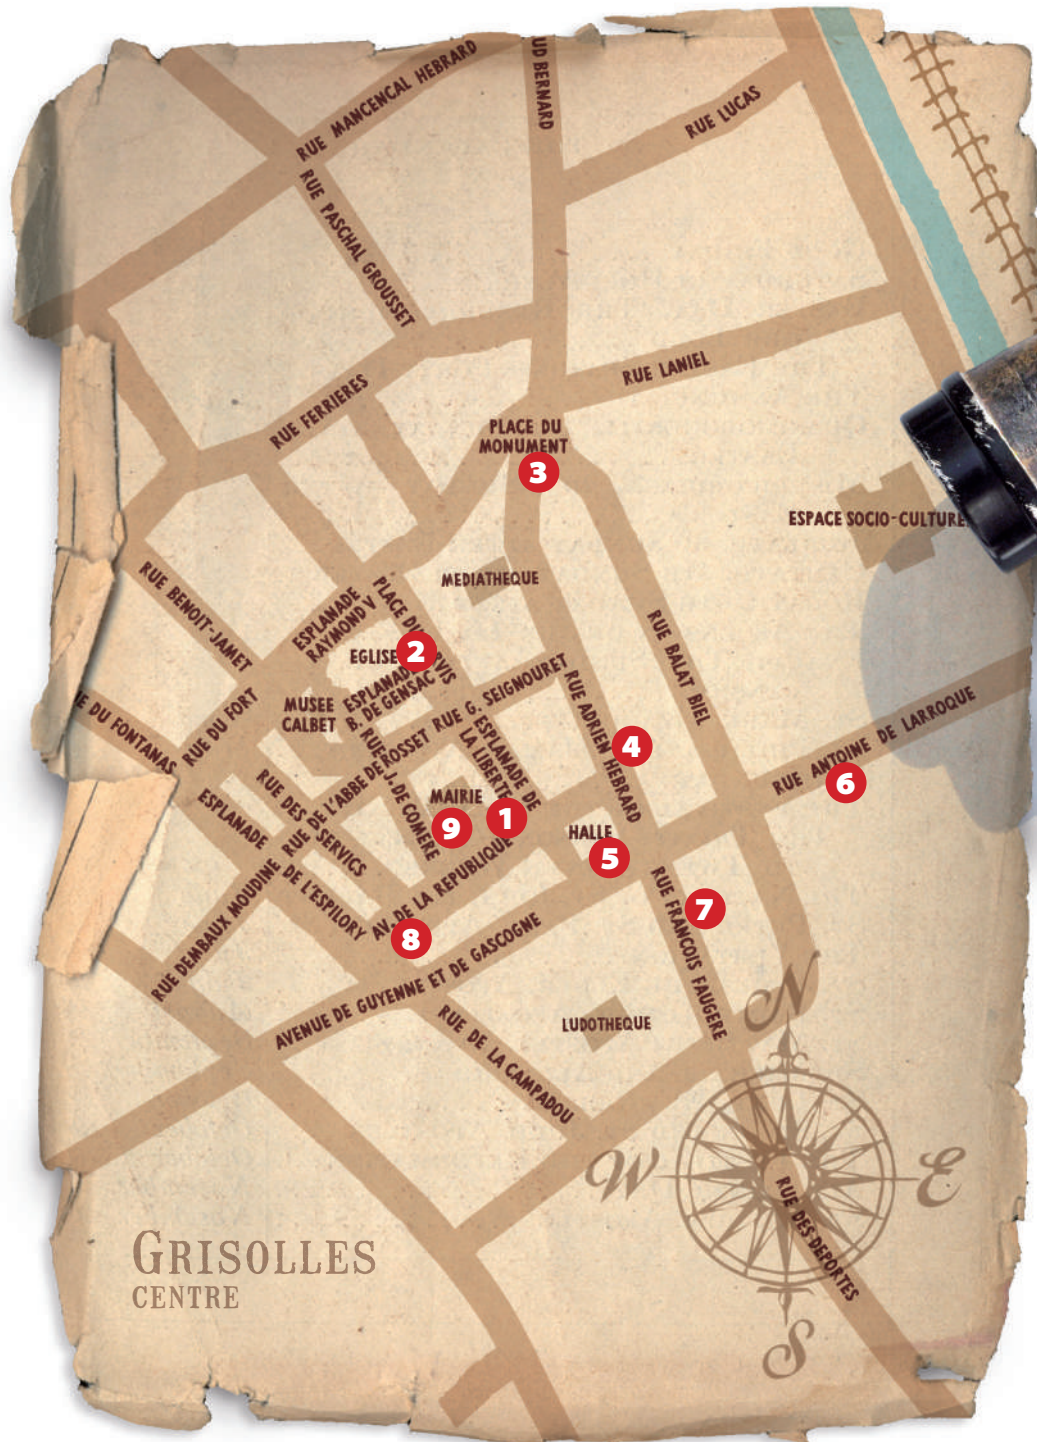 RUE MANCENCAL HEBRARD
UD BERNARD
RUE LUCAS
RUE PASCHAL GROUSSET
RUE LANIEL
RUE FERRIERES
PLACE DU
MONUMENT
3
ESPACE SOCIO-CULTURE
MEDIATHEQUE
RUE BENOIT-JAMET
ESPLANADE
RAYMOND V
PLACE DU
RVIS
EGLISE
2
ESPLANADE
B. DE GENSAC
RUE BALAT BIEL
MUSEE
CALBET
RUE G. SEIGNOURET
RUE ADRIEN HEBRARD
4
E DU FONTANAS
RUE DU FORT
RUE DE L'ABBE DE ROSSET
RUE J. DE COMERE
ESPLANADE DE
LA LIBERTE
RUE ANTOINE DE LARROQUE
6
MAIRIE
9
1
HALLE
5
RUE DES SERVICS
ESPLANADE DE L'ESPILORY
AV. DE LA REPUBLIQUE
8
RUE FRANCOIS FAUGERE
7
RUE DEMBAUX MOUDINE
AVENUE DE GUYENNE ET DE GASCOGNE
RUE DE LA CAMPADOU
LUDOTHEQUE
N
W
E
S
RUE DES DEPORTES
GRISOLLES
CENTRE